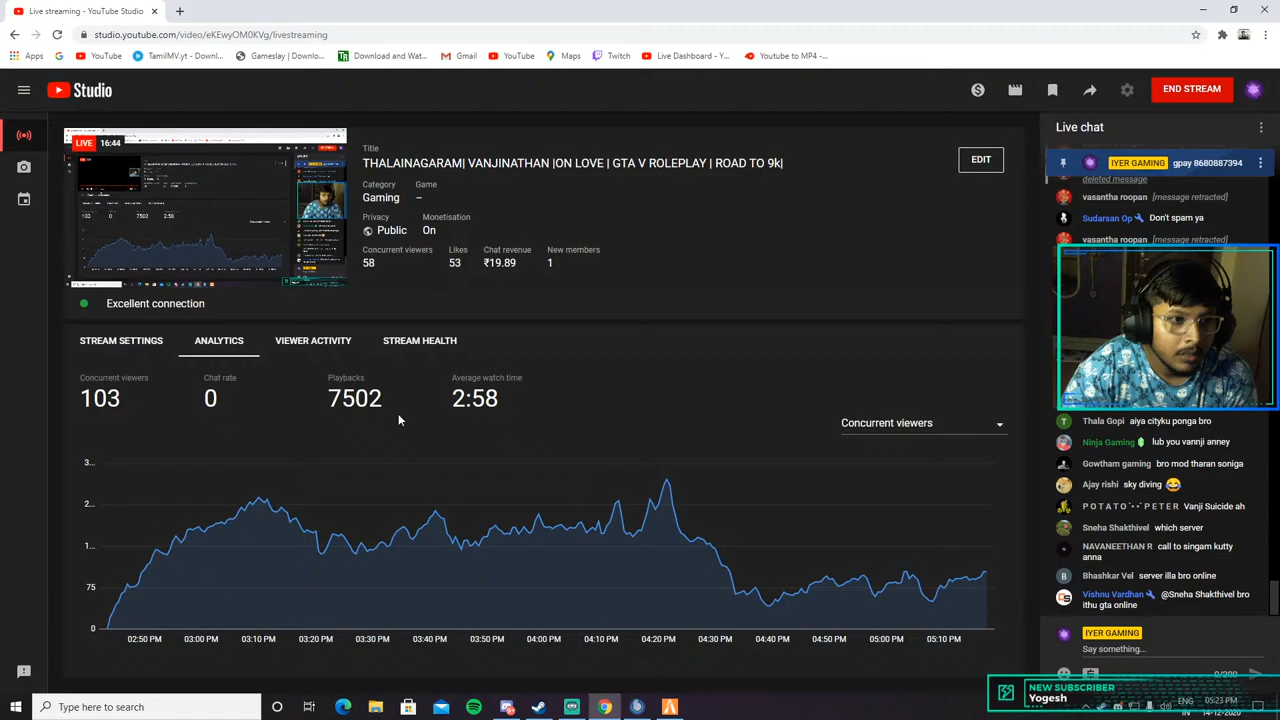 Live streaming - YouTube Studio
studio.youtube.com/video/eKEwyOM0KVg/livestreaming
Apps YouTube TamilMV.yt - Downl... Gameslay | Downlo... Download and Wat... Gmail YouTube Maps Twitch Live Dashboard - Y... Youtube to MP4 -...
Studio
END STREAM
LIVE 16:44
Title
THALAINAGARAM| VANJINATHAN |ON LOVE | GTA V ROLEPLAY | ROAD TO 9k|
EDIT
Category Game
Gaming –
Privacy Monetisation
Public On
Concurrent viewers Likes Chat revenue New members
58 53 ₹19.89 1
Excellent connection
STREAM SETTINGS ANALYTICS VIEWER ACTIVITY STREAM HEALTH
Concurrent viewers Chat rate Playbacks Average watch time
103 0 7502 2:58
Concurrent viewers
3...
2...
1...
75
0
02:50 PM 03:00 PM 03:10 PM 03:20 PM 03:30 PM 03:40 PM 03:50 PM 04:00 PM 04:10 PM 04:20 PM 04:30 PM 04:40 PM 04:50 PM 05:00 PM 05:10 PM
Live chat
IYER GAMING gpay 8680887394
deleted message
vasantha roopan [message retracted]
Sudarsan Op Don't spam ya
vasantha roopan [message retracted]
Thala Gopi aiya cityku ponga bro
Ninja Gaming lub you vannji anney
Gowtham gaming bro mod tharan soniga
Ajay rishi sky diving 😂
P O T A T O ˜•⋆•˜ P E T E R Vanji Suicide ah
Sneha Shakthivel which server
NAVANEETHAN R call to singam kutty
anna
Bhashkar Vel server illa bro online
Vishnu Vardhan @Sneha Shakthivel bro
ithu gta online
IYER GAMING
Say something...
0/200
NEW SUBSCRIBER
Yogesh
Type here to search
ENG 05:23 PM
IN 14-12-2020